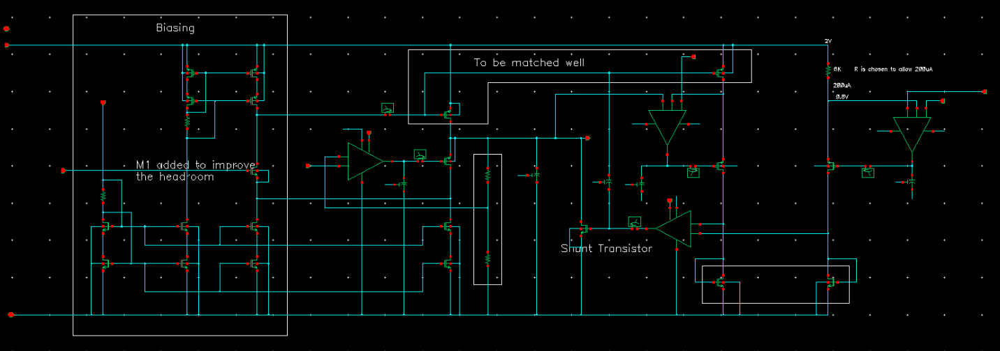 Biasing
2V
To be matched well
6K R is chosen to allow 200uA
200uA
0.8V
M1 added to improve
the headroom
Shunt Transistor